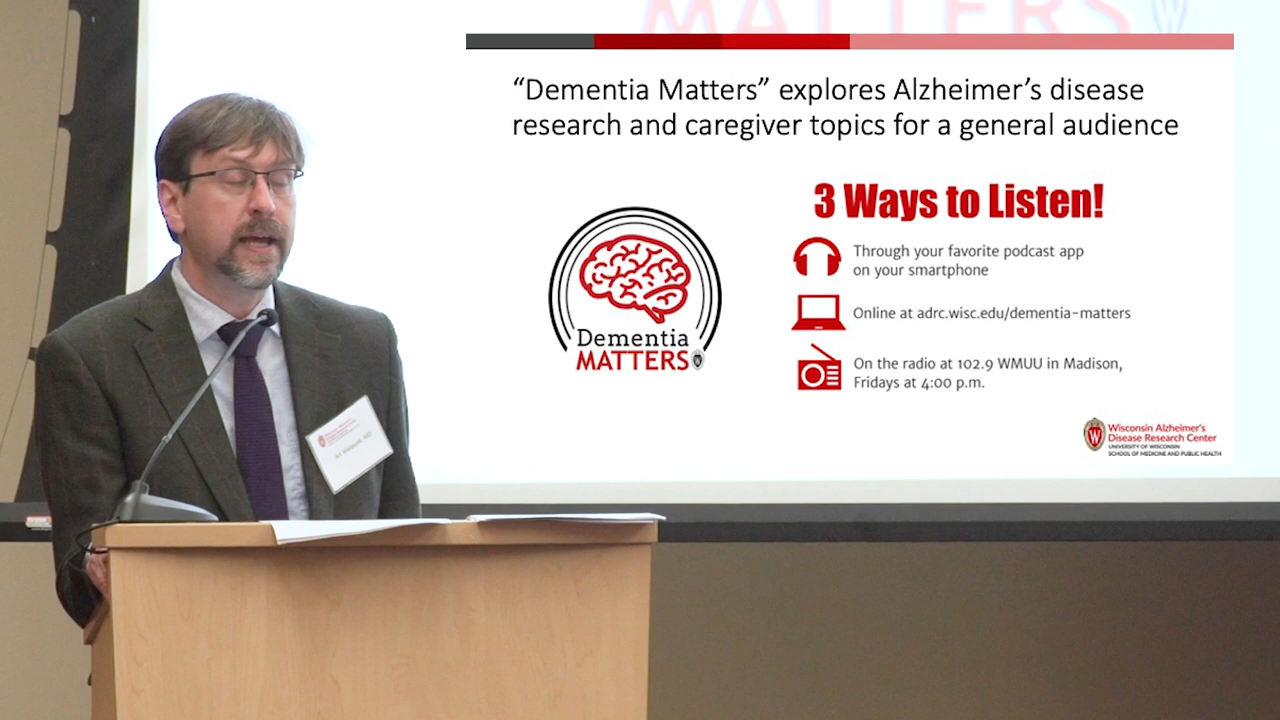 MATTERS
“Dementia Matters” explores Alzheimer’s disease
research and caregiver topics for a general audience
3 Ways to Listen!
Through your favorite podcast app
on your smartphone
Online at adrc.wisc.edu/dementia-matters
On the radio at 102.9 WMUU in Madison,
Fridays at 4:00 p.m.
Dementia
MATTERS
W
Wisconsin Alzheimer's
Disease Research Center
UNIVERSITY OF WISCONSIN
SCHOOL OF MEDICINE AND PUBLIC HEALTH